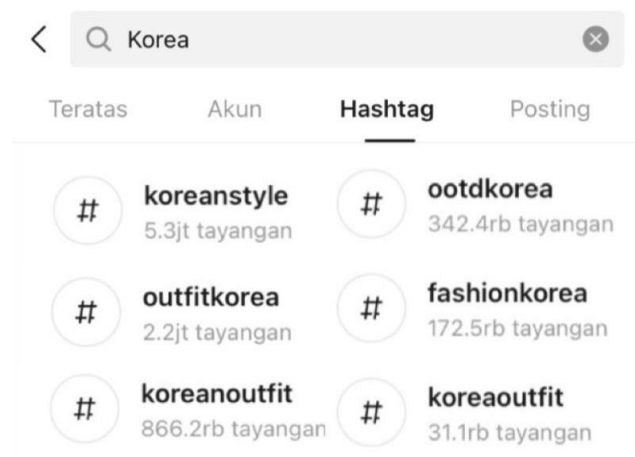 Korea
Teratas Akun Hashtag Posting
# koreanstyle
5.3jt tayangan
# ootdkorea
342.4rb tayangan
# outfitkorea
2.2jt tayangan
# fashionkorea
172.5rb tayangan
# koreanoutfit
866.2rb tayangan
# koreaoutfit
31.1rb tayangan